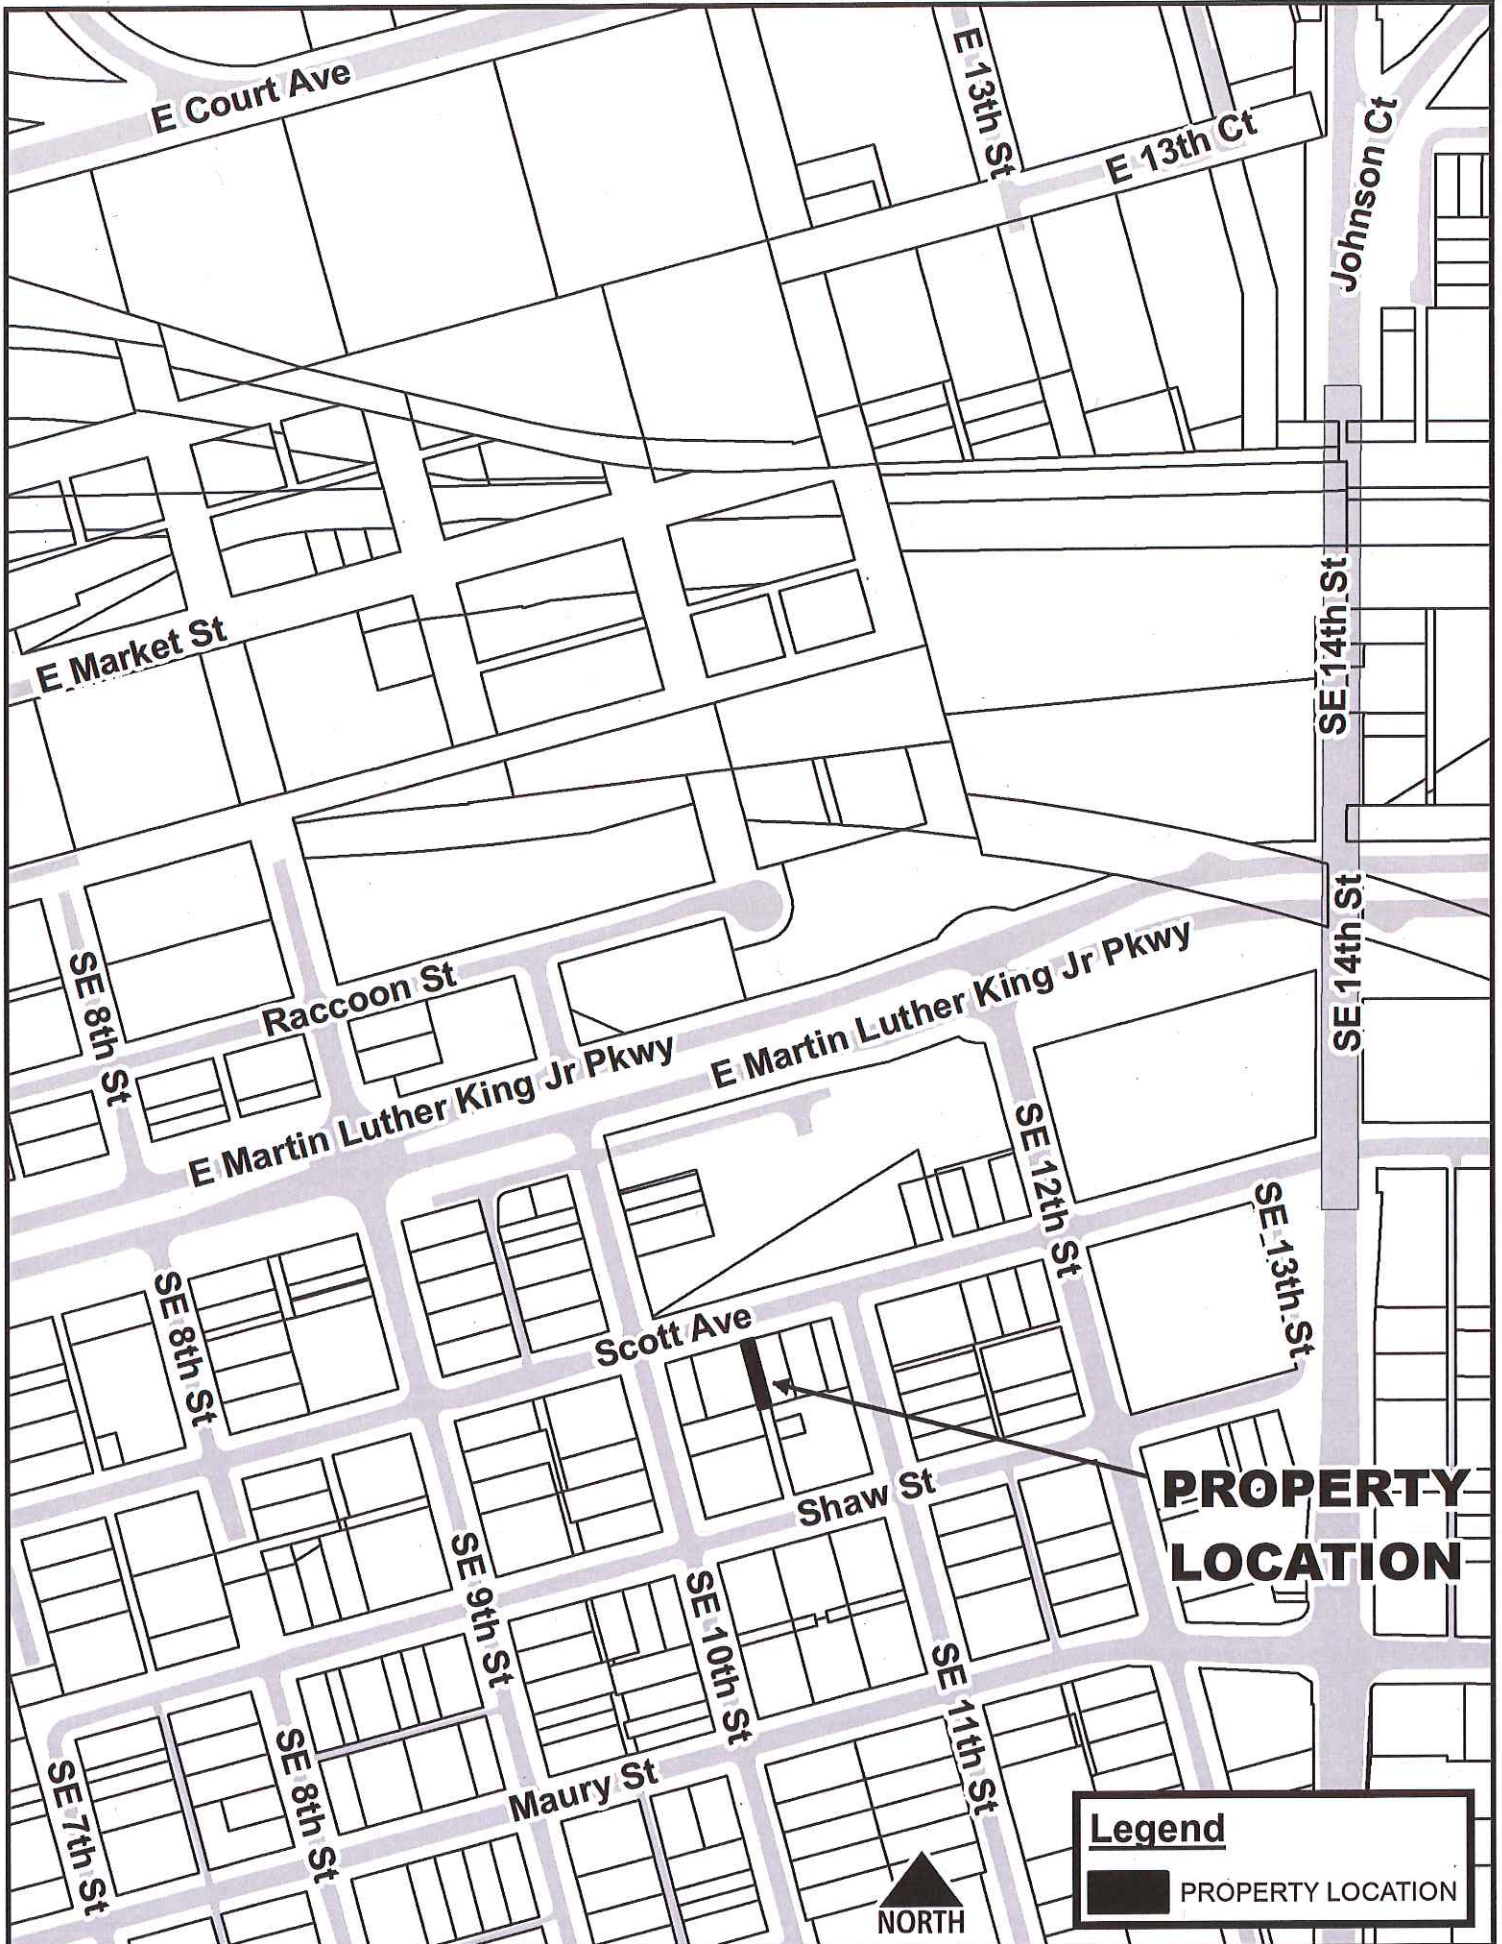 E Court Ave
E 13th St
E 13th Ct
Johnson Ct
E Market St
SE 14th St
SE 14th St
SE 8th St
Raccoon St
E Martin Luther King Jr Pkwy
E Martin Luther King Jr Pkwy
SE 12th St
SE 13th St
SE 8th St
Scott Ave
Shaw St
PROPERTY
LOCATION
SE 9th St
SE 10th St
SE 11th St
SE 7th St
SE 8th St
Maury St
NORTH
Legend
PROPERTY LOCATION